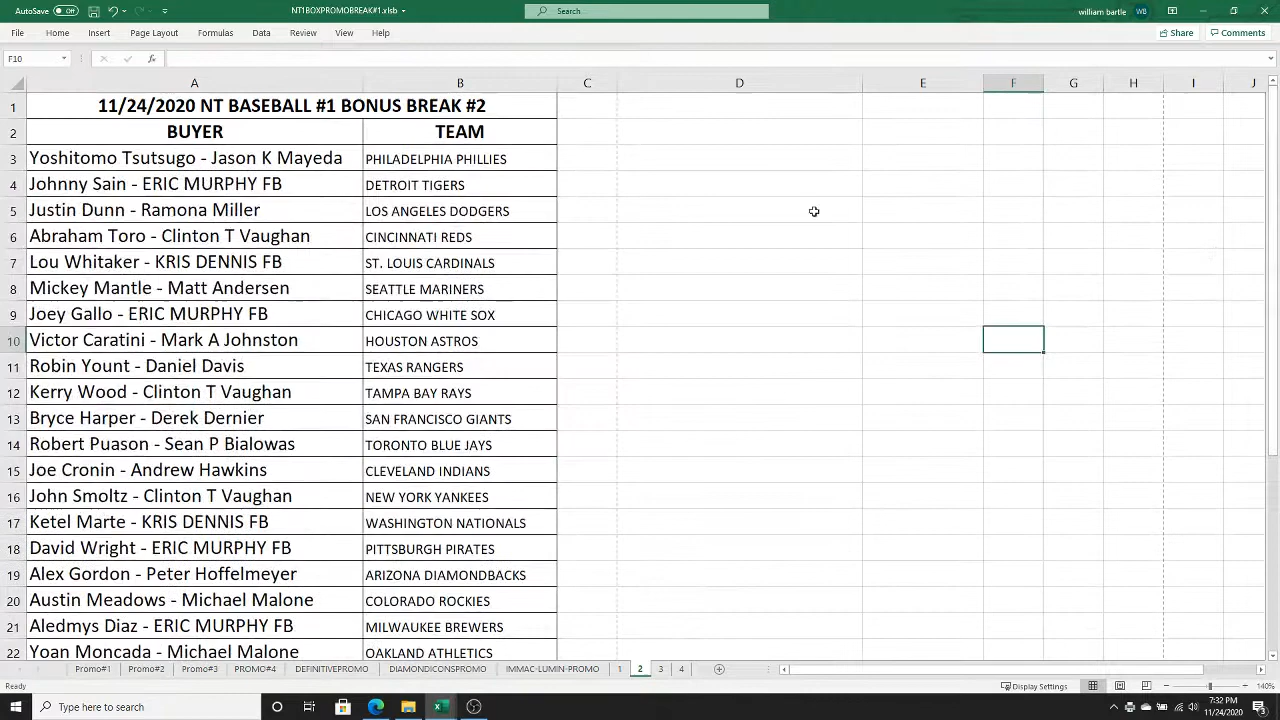 AutoSave Off NT1BOXPROMOBREAK#1.xlsb Search william bartle WB
File Home Insert Page Layout Formulas Data Review View Help Share Comments
F10 fx
A B C D E F G H I J
1 11/24/2020 NT BASEBALL #1 BONUS BREAK #2
2 BUYER TEAM
3 Yoshitomo Tsutsugo - Jason K Mayeda PHILADELPHIA PHILLIES
4 Johnny Sain - ERIC MURPHY FB DETROIT TIGERS
5 Justin Dunn - Ramona Miller LOS ANGELES DODGERS
6 Abraham Toro - Clinton T Vaughan CINCINNATI REDS
7 Lou Whitaker - KRIS DENNIS FB ST. LOUIS CARDINALS
8 Mickey Mantle - Matt Andersen SEATTLE MARINERS
9 Joey Gallo - ERIC MURPHY FB CHICAGO WHITE SOX
10 Victor Caratini - Mark A Johnston HOUSTON ASTROS
11 Robin Yount - Daniel Davis TEXAS RANGERS
12 Kerry Wood - Clinton T Vaughan TAMPA BAY RAYS
13 Bryce Harper - Derek Dernier SAN FRANCISCO GIANTS
14 Robert Puason - Sean P Bialowas TORONTO BLUE JAYS
15 Joe Cronin - Andrew Hawkins CLEVELAND INDIANS
16 John Smoltz - Clinton T Vaughan NEW YORK YANKEES
17 Ketel Marte - KRIS DENNIS FB WASHINGTON NATIONALS
18 David Wright - ERIC MURPHY FB PITTSBURGH PIRATES
19 Alex Gordon - Peter Hoffelmeyer ARIZONA DIAMONDBACKS
20 Austin Meadows - Michael Malone COLORADO ROCKIES
21 Aledmys Diaz - ERIC MURPHY FB MILWAUKEE BREWERS
22 Yoan Moncada - Michael Malone OAKLAND ATHLETICS
Promo#1 Promo#2 Promo#3 PROMO#4 DEFINITIVEPROMO DIAMONDICONSPROMO IMMAC-LUMIN-PROMO 1 2 3 4
Ready Display Settings 140%
Type here to search 7:32 PM
11/24/2020 3